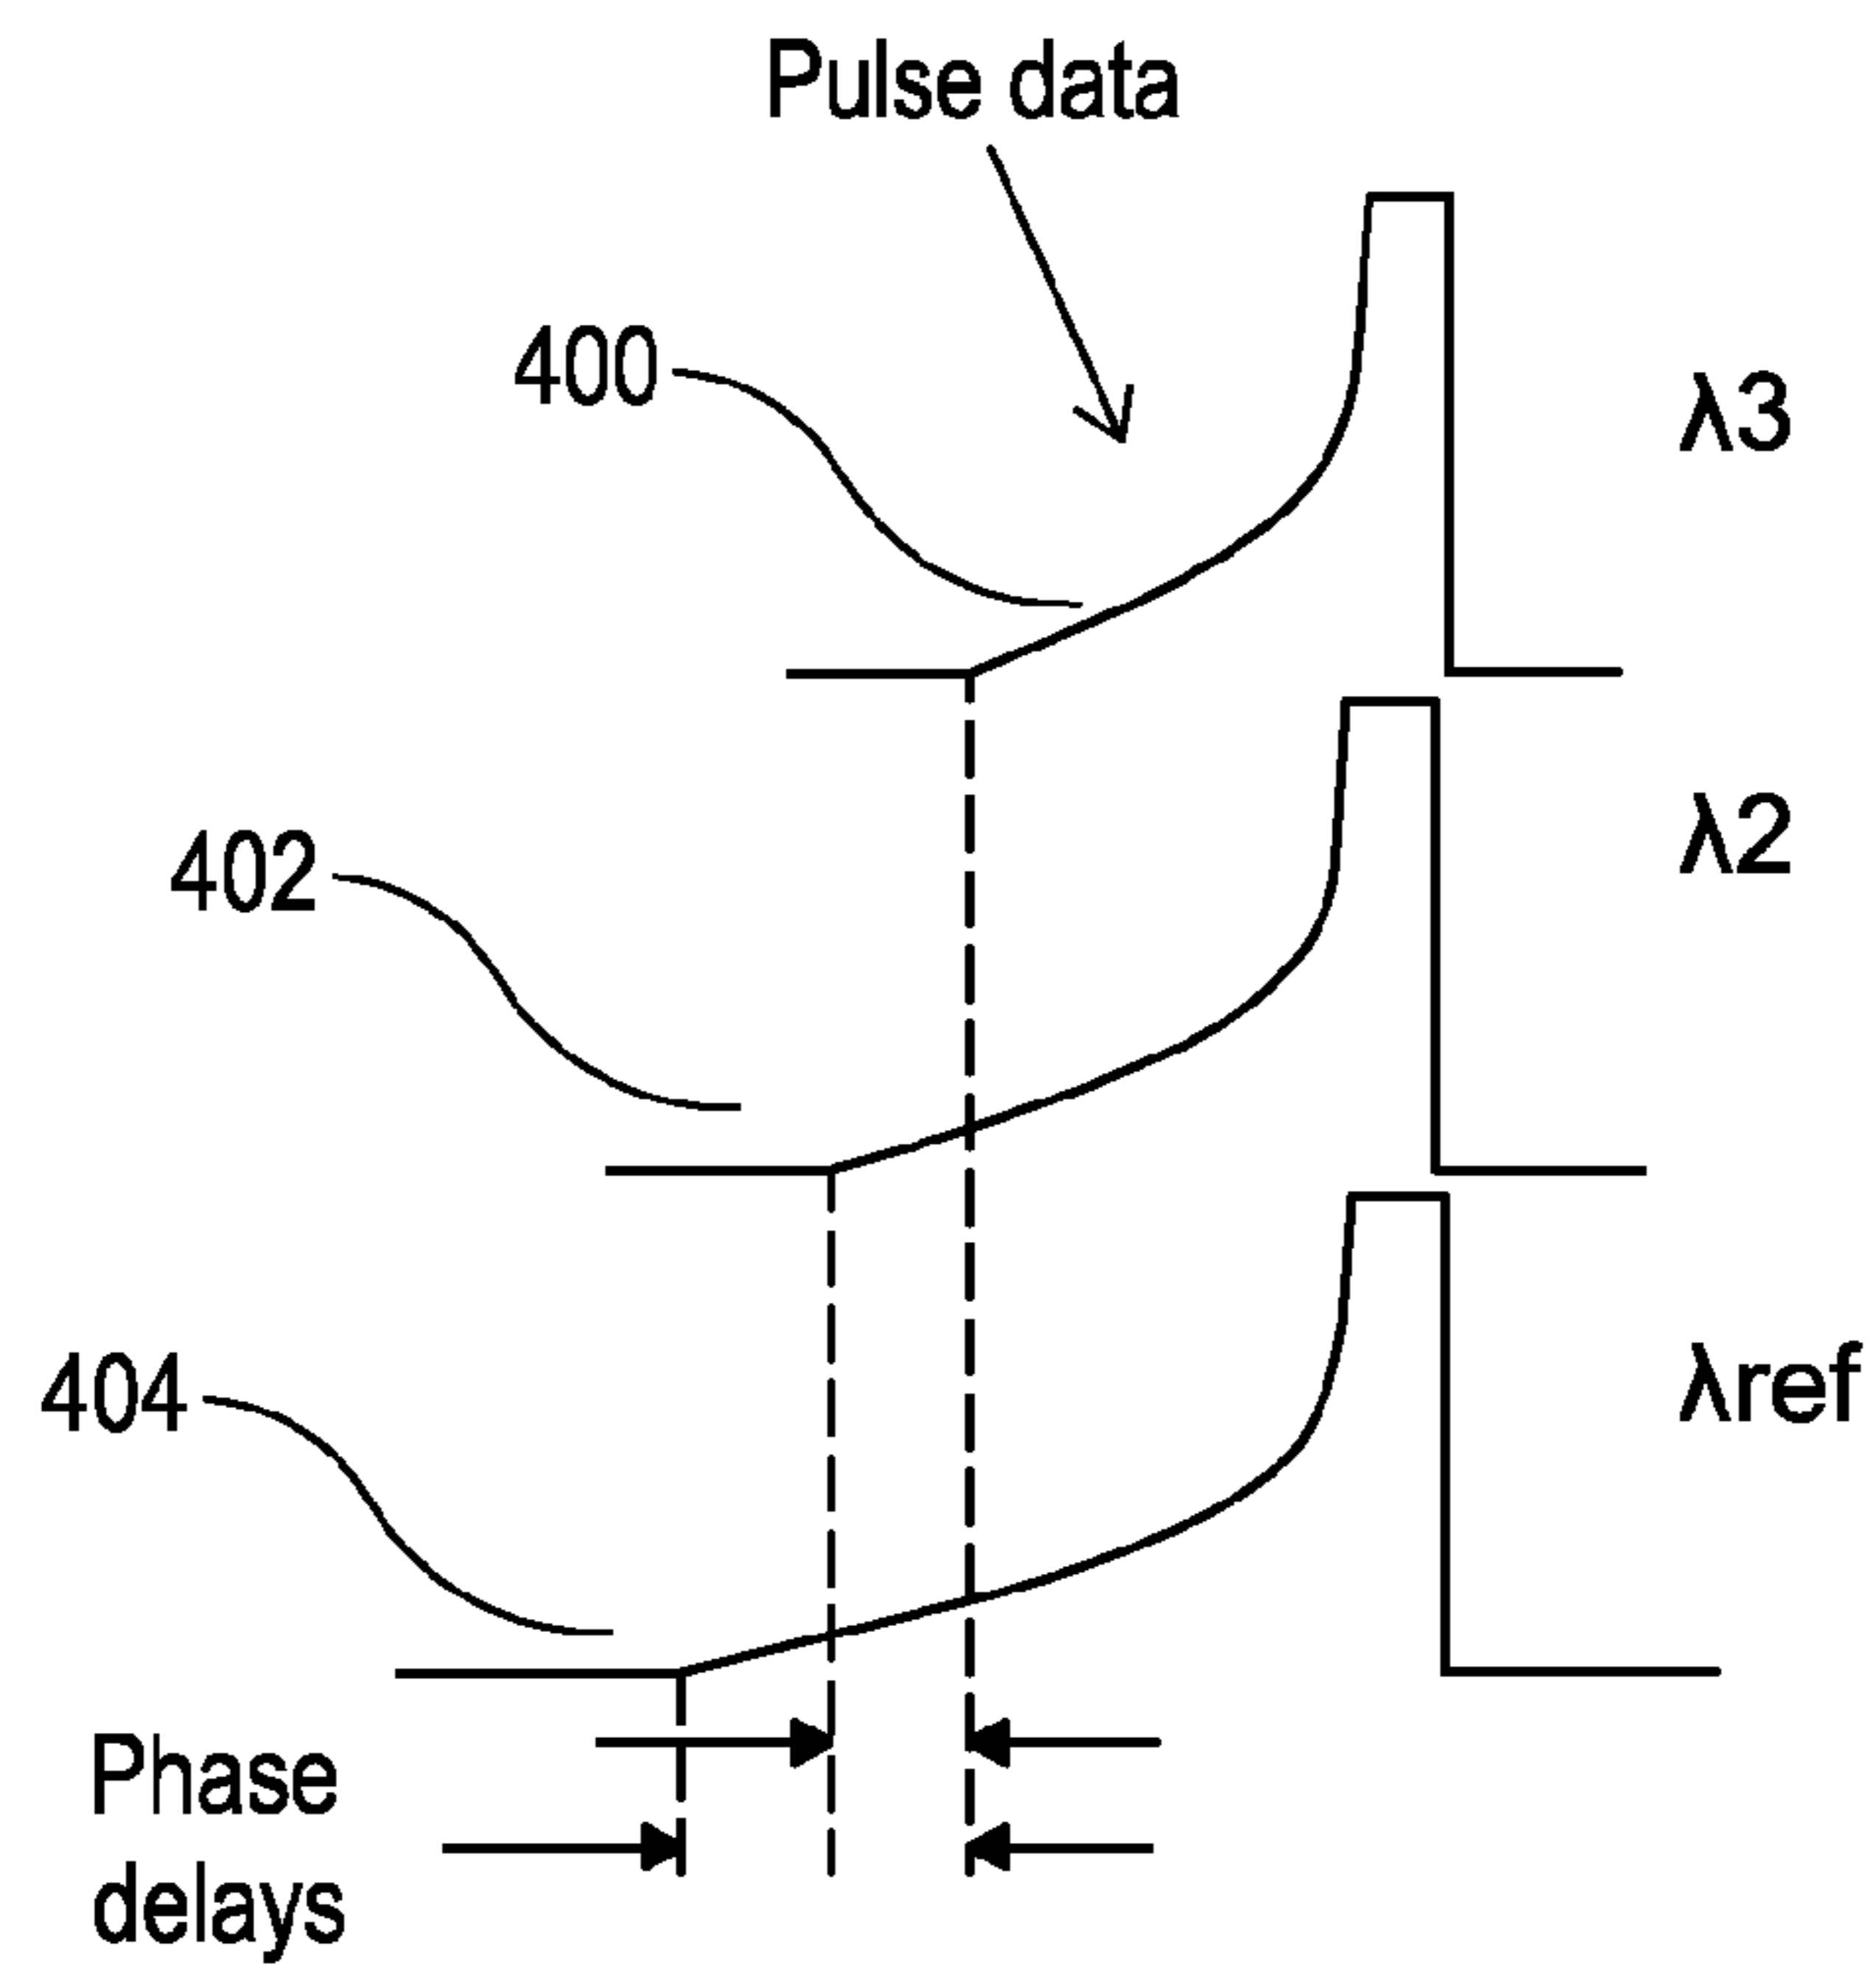 Pulse data
400
λ3
λ2
402
λref
404
Phase
delays